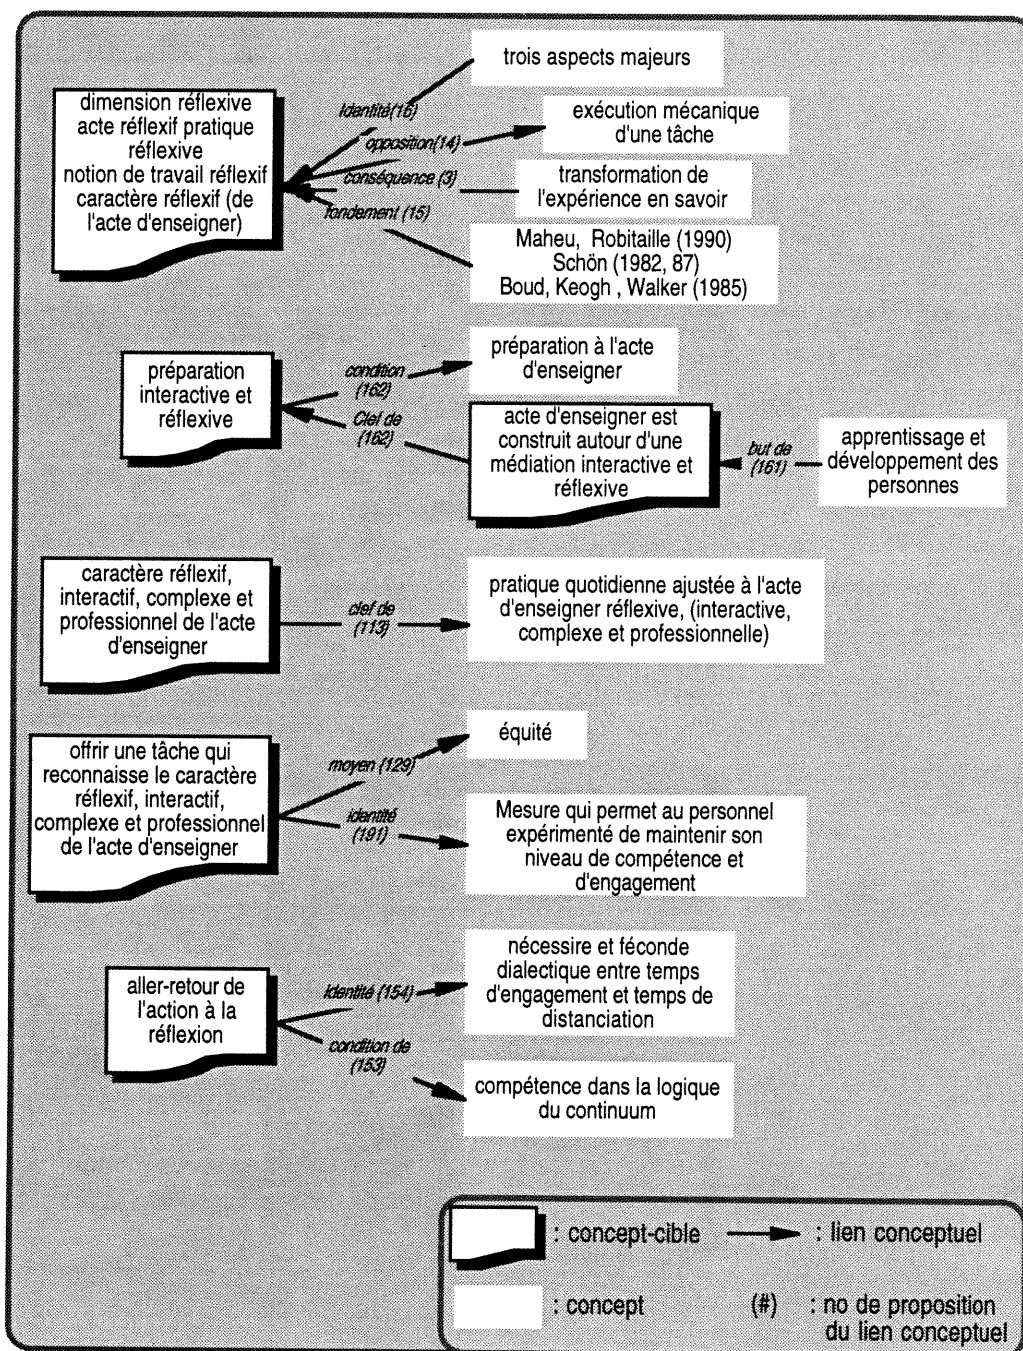 trois aspects majeurs
dimension réflexive
acte réflexif pratique
réflexive
notion de travail réflexif
caractère réflexif (de
l'acte d'enseigner)
Identité(16)
opposition(14)
conséquence (3)
fondement (15)
exécution mécanique
d'une tâche
transformation de
l'expérience en savoir
Maheu, Robitaille (1990)
Schön (1982, 87)
Boud, Keogh , Walker (1985)
préparation
interactive et
réflexive
condition
(162)
Clef de
(162)
préparation à l'acte
d'enseigner
acte d'enseigner est
construit autour d'une
médiation interactive et
réflexive
but de
(161)
apprentissage et
développement des
personnes
caractère réflexif,
interactif, complexe et
professionnel de l'acte
d'enseigner
clef de
(113)
pratique quotidienne ajustée à l'acte
d'enseigner réflexive, (interactive,
complexe et professionnelle)
offrir une tâche qui
reconnaisse le caractère
réflexif, interactif,
complexe et professionnel
de l'acte d'enseigner
moyen (129)
identité
(191)
équité
Mesure qui permet au personnel
expérimenté de maintenir son
niveau de compétence et
d'engagement
aller-retour de
l'action à la
réflexion
Identité (154)
condition de
(153)
nécessire et féconde
dialectique entre temps
d'engagement et temps de
distanciation
compétence dans la logique
du continuum
: concept-cible
: lien conceptuel
: concept
(#) : no de proposition
du lien conceptuel